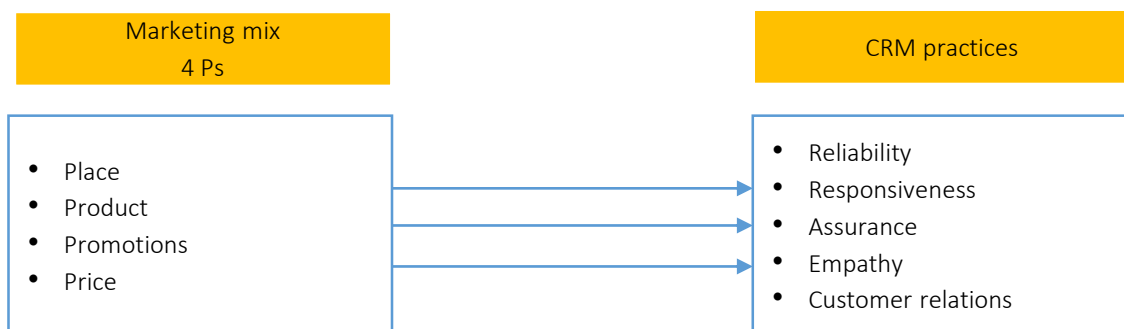 Marketing mix
4 Ps
CRM practices
• Place
• Product
• Promotions
• Price
• Reliability
• Responsiveness
• Assurance
• Empathy
• Customer relations